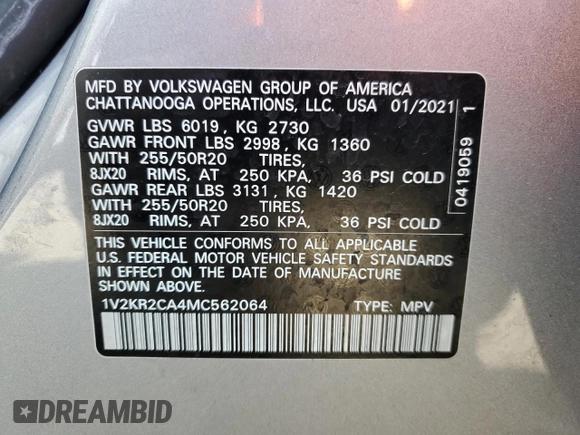 MFD BY VOLKSWAGEN GROUP OF AMERICA
CHATTANOOGA OPERATIONS, LLC. USA 01/2021
GVWR LBS 6019, KG 2730
GAWR FRONT LBS 2998, KG 1360
WITH 255/50R20 TIRES,
8JX20 RIMS, AT 250 KPA, 36 PSI COLD
GAWR REAR LBS 3131, KG 1420
WITH 255/50R20 TIRES,
8JX20 RIMS, AT 250 KPA, 36 PSI COLD
THIS VEHICLE CONFORMS TO ALL APPLICABLE
U.S. FEDERAL MOTOR VEHICLE SAFETY STANDARDS
IN EFFECT ON THE DATE OF MANUFACTURE
SHOWN ABOVE.
1V2KR2CA4MC562064 TYPE: MPV
0419059 1
DREAMBID